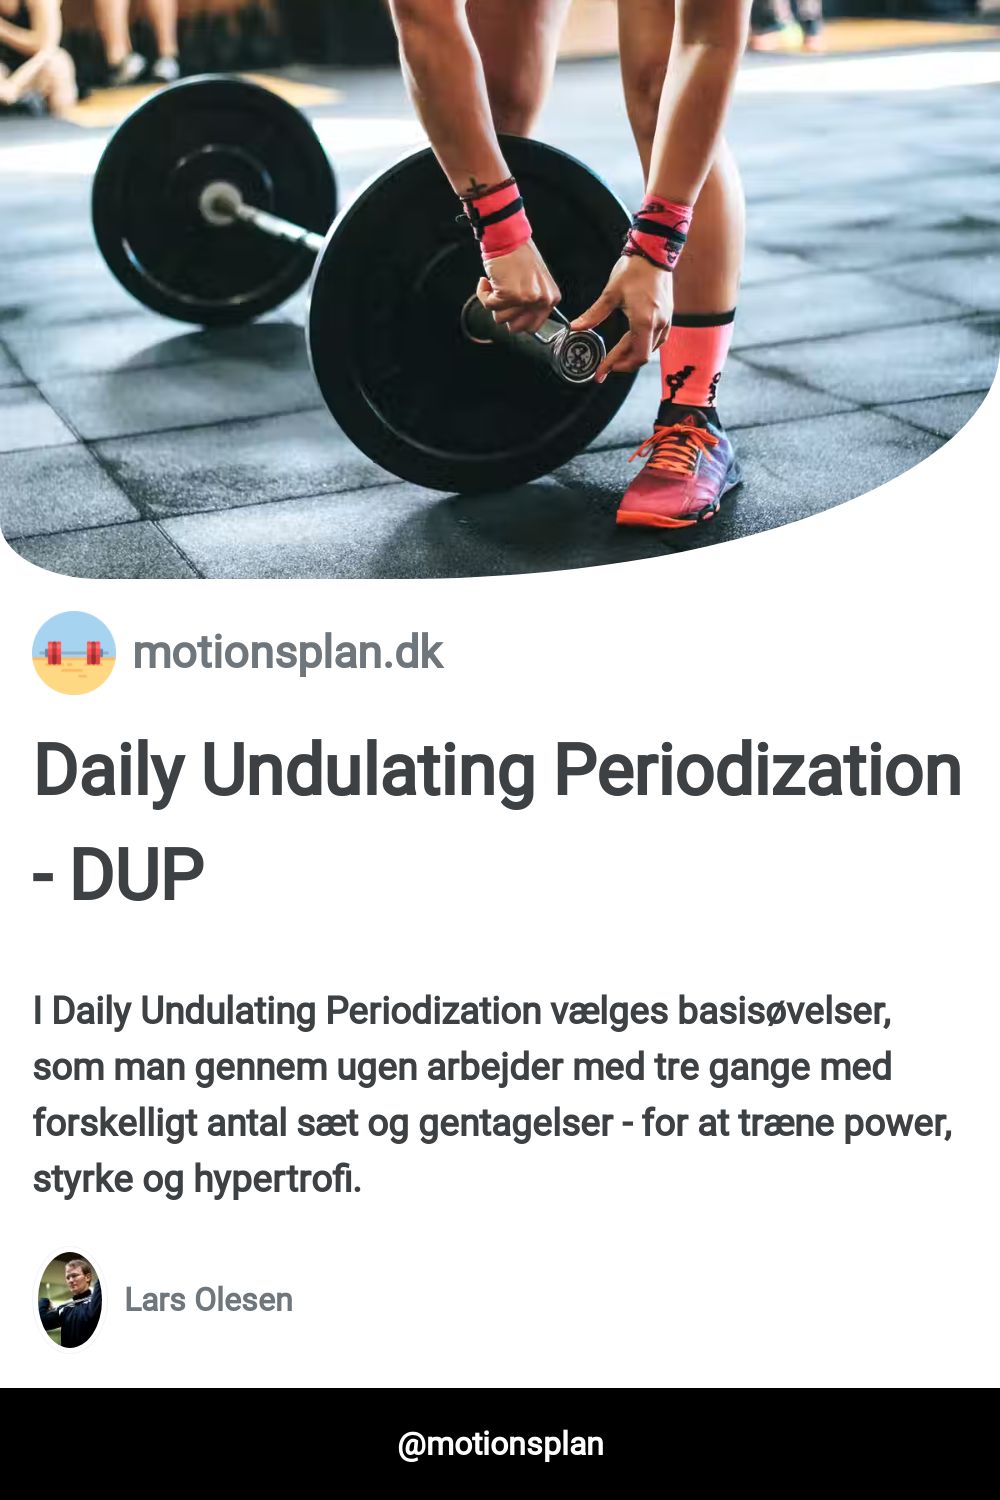 motionsplan.dk
Daily Undulating Periodization
- DUP
I Daily Undulating Periodization vælges basisøvelser,
som man gennem ugen arbejder med tre gange med
forskelligt antal sæt og gentagelser - for at træne power,
styrke og hypertrofi.
Lars Olesen
@motionsplan